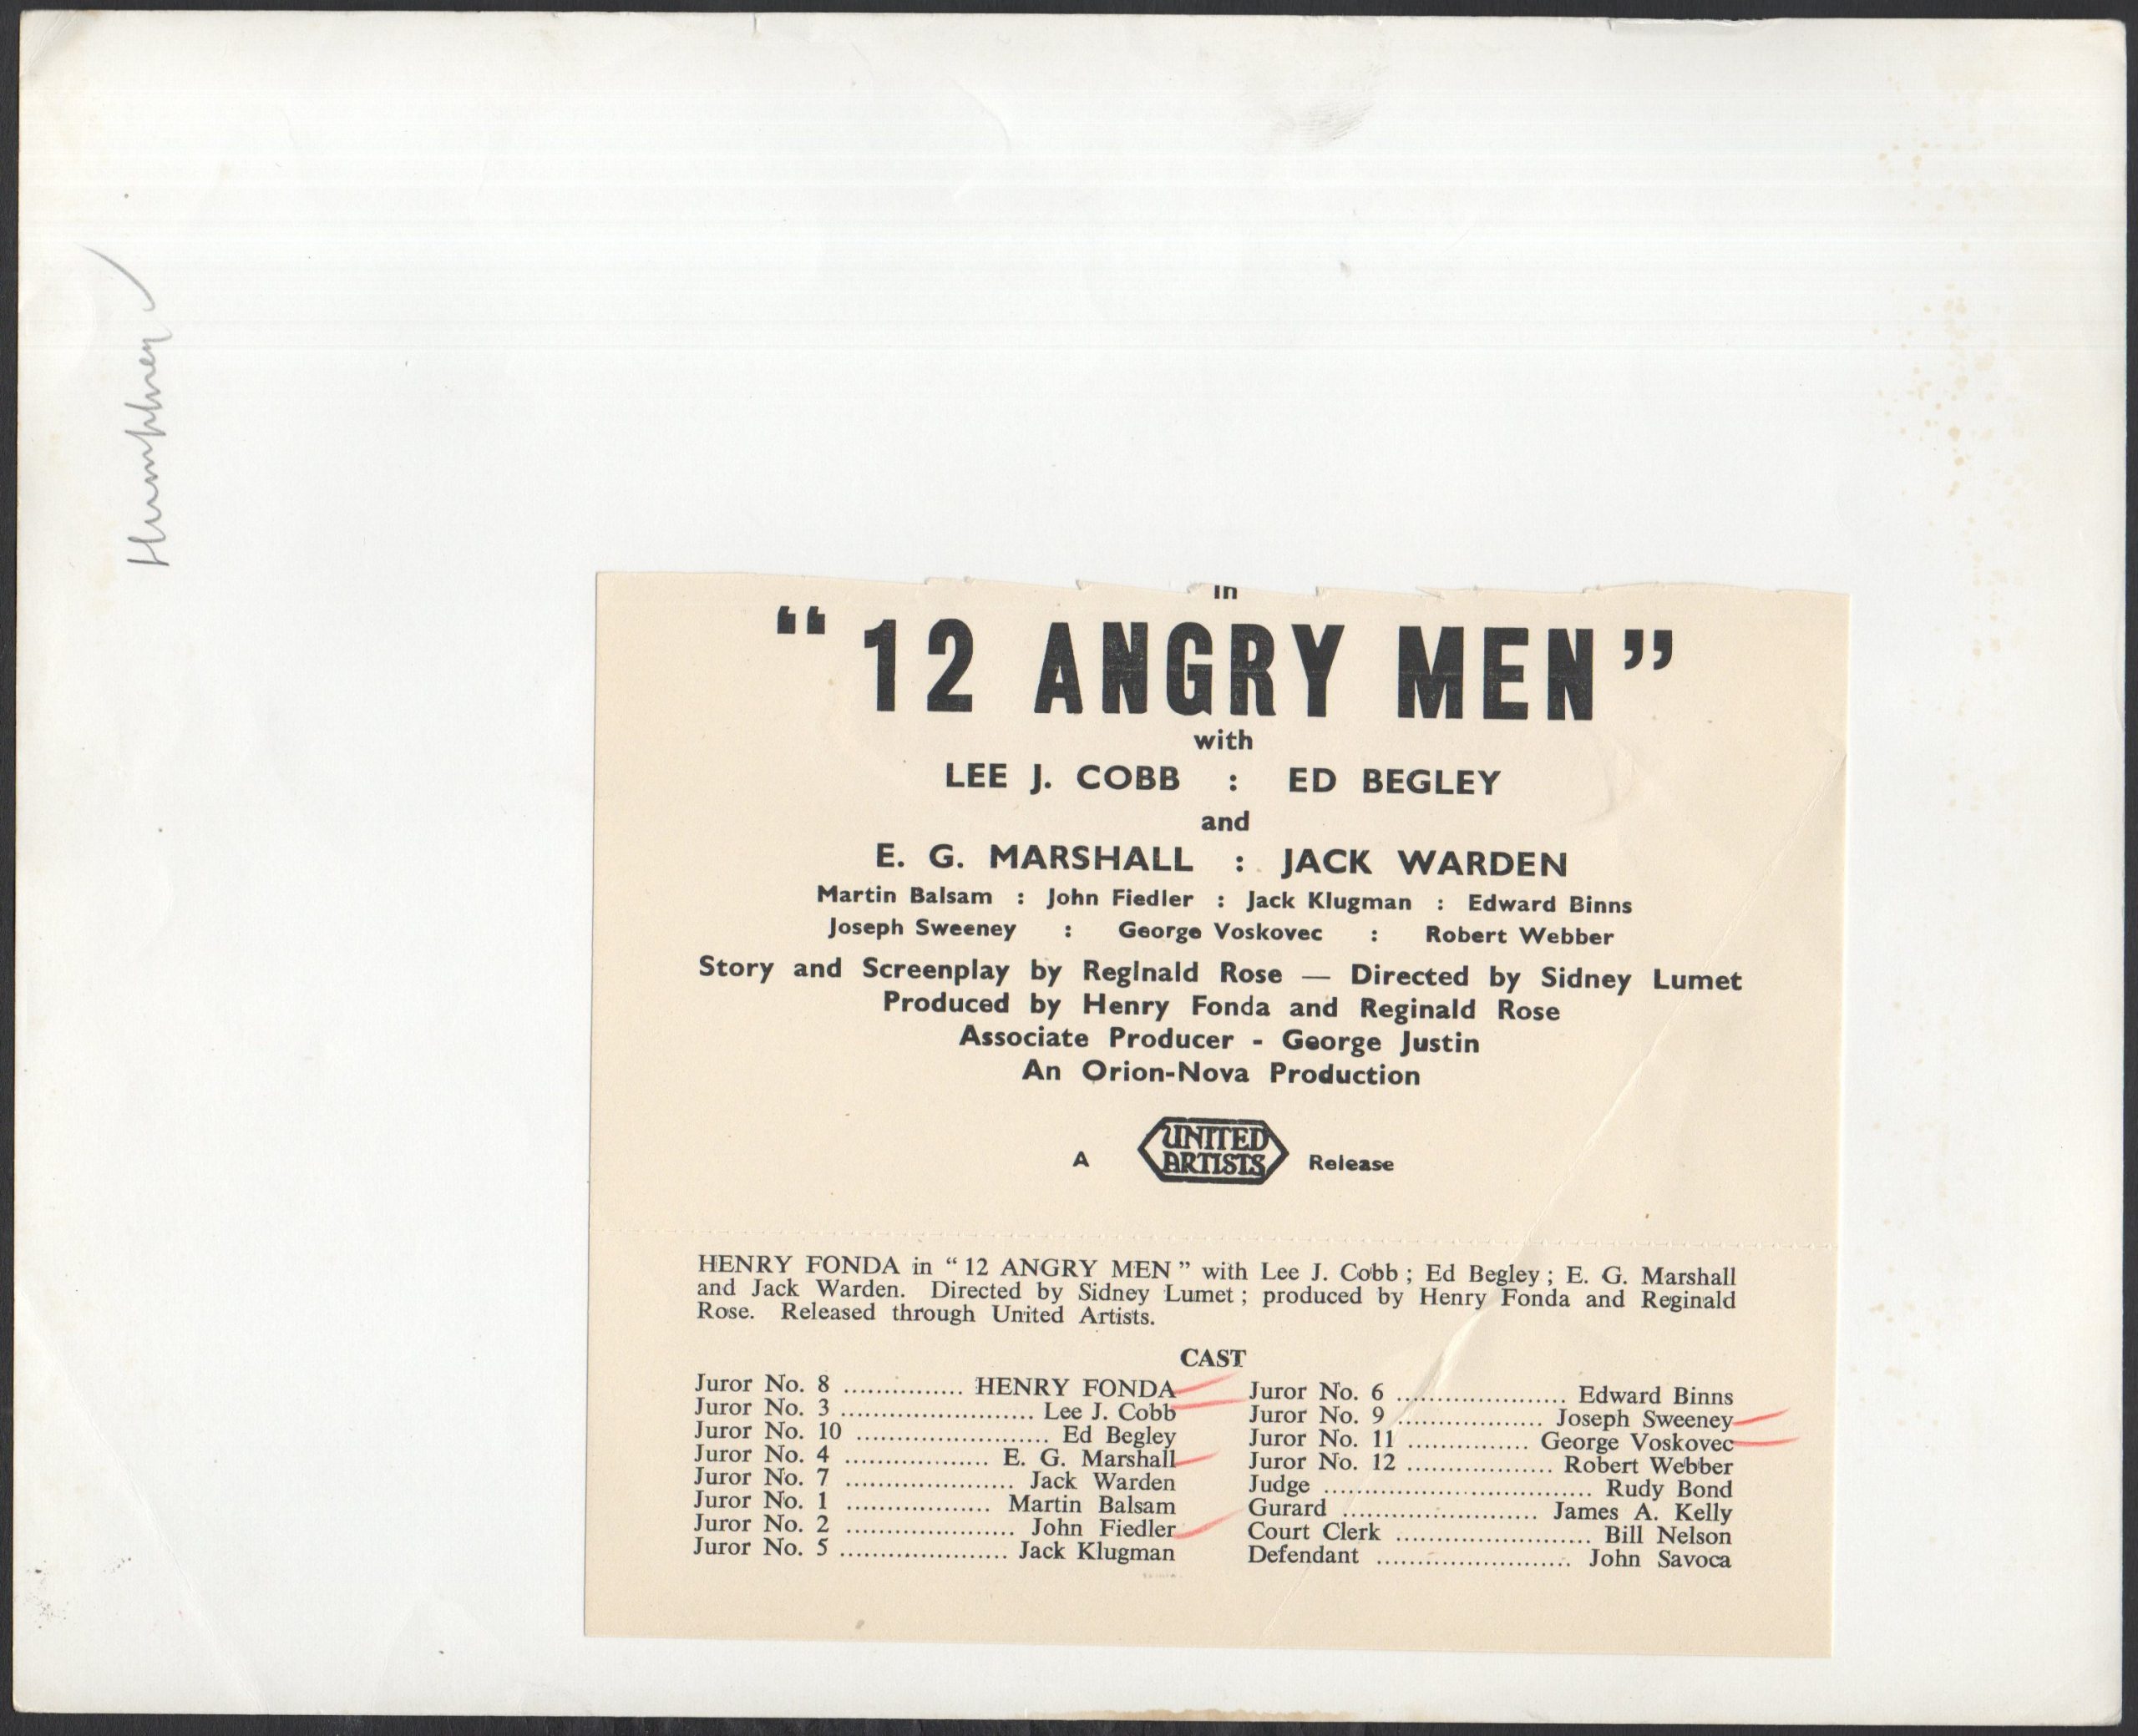 Humphrey
in
“ 12 ANGRY MEN ”
with
LEE J. COBB : ED BEGLEY
and
E. G. MARSHALL : JACK WARDEN
Martin Balsam : John Fiedler : Jack Klugman : Edward Binns
Joseph Sweeney : George Voskovec : Robert Webber
Story and Screenplay by Reginald Rose — Directed by Sidney Lumet
Produced by Henry Fonda and Reginald Rose
Associate Producer - George Justin
An Orion-Nova Production
A UNITED ARTISTS Release
HENRY FONDA in “ 12 ANGRY MEN ” with Lee J. Cobb ; Ed Begley ; E. G. Marshall
and Jack Warden. Directed by Sidney Lumet ; produced by Henry Fonda and Reginald
Rose. Released through United Artists.
CAST
Juror No. 8 ............... HENRY FONDA
Juror No. 3 ........................ Lee J. Cobb
Juror No. 10 ........................ Ed Begley
Juror No. 4 .................. E. G. Marshall
Juror No. 7 ..................... Jack Warden
Juror No. 1 .................. Martin Balsam
Juror No. 2 ..................... John Fiedler
Juror No. 5 ..................... Jack Klugman
Juror No. 6 ..................... Edward Binns
Juror No. 9 .................. Joseph Sweeney
Juror No. 11 ............... George Voskovec
Juror No. 12 .................. Robert Webber
Judge ................................. Rudy Bond
Gurard ........................ James A. Kelly
Court Clerk ........................ Bill Nelson
Defendant ........................ John Savoca